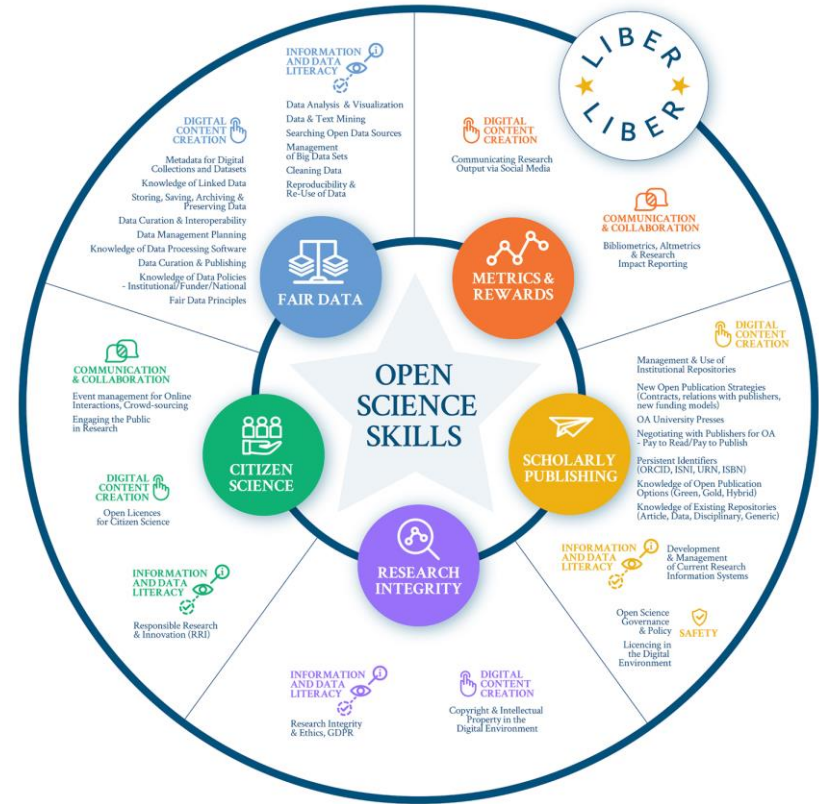 LIBER
LIBER
INFORMATION
AND DATA
LITERACY
Data Analysis & Visualization
Data & Text Mining
Searching Open Data Sources
Management
of Big Data Sets
Cleaning Data
Reproducibility &
Re-Use of Data
DIGITAL
CONTENT
CREATION
Metadata for Digital
Collections and Datasets
Knowledge of Linked Data
Storing, Saving, Archiving &
Preserving Data
Data Curation & Interoperability
Data Management Planning
Knowledge of Data Processing Software
Data Curation & Publishing
Knowledge of Data Policies
- Institutional/Funder/National
Fair Data Principles
FAIR DATA
DIGITAL
CONTENT
CREATION
Communicating Research
Output via Social Media
COMMUNICATION
& COLLABORATION
Bibliometrics, Altmetrics
& Research
Impact Reporting
METRICS &
REWARDS
OPEN
SCIENCE
SKILLS
DIGITAL
CONTENT
CREATION
Management & Use of
Institutional Repositories
New Open Publication Strategies
(Contracts, relations with publishers,
new funding models)
OA University Presses
Negotiating with Publishers for OA
- Pay to Read/Pay to Publish
Persistent Identifiers
(ORCID, ISNI, URN, ISBN)
Knowledge of Open Publication
Options (Green, Gold, Hybrid)
Knowledge of Existing Repositories
(Article, Data, Disciplinary, Generic)
SCHOLARLY
PUBLISHING
INFORMATION
AND DATA
LITERACY
Development
& Management
of Current Research
Information Systems
Open Science
Governance
& Policy
Licencing in
the Digital
Environment
SAFETY
COMMUNICATION
& COLLABORATION
Event management for Online
Interactions, Crowd-sourcing
Engaging the Public
in Research
DIGITAL
CONTENT
CREATION
Open Licences
for Citizen Science
INFORMATION
AND DATA
LITERACY
Responsible Research
& Innovation (RRI)
CITIZEN
SCIENCE
RESEARCH
INTEGRITY
INFORMATION
AND DATA
LITERACY
Research Integrity
& Ethics, GDPR
DIGITAL
CONTENT
CREATION
Copyright & Intellectual
Property in the
Digital Environment